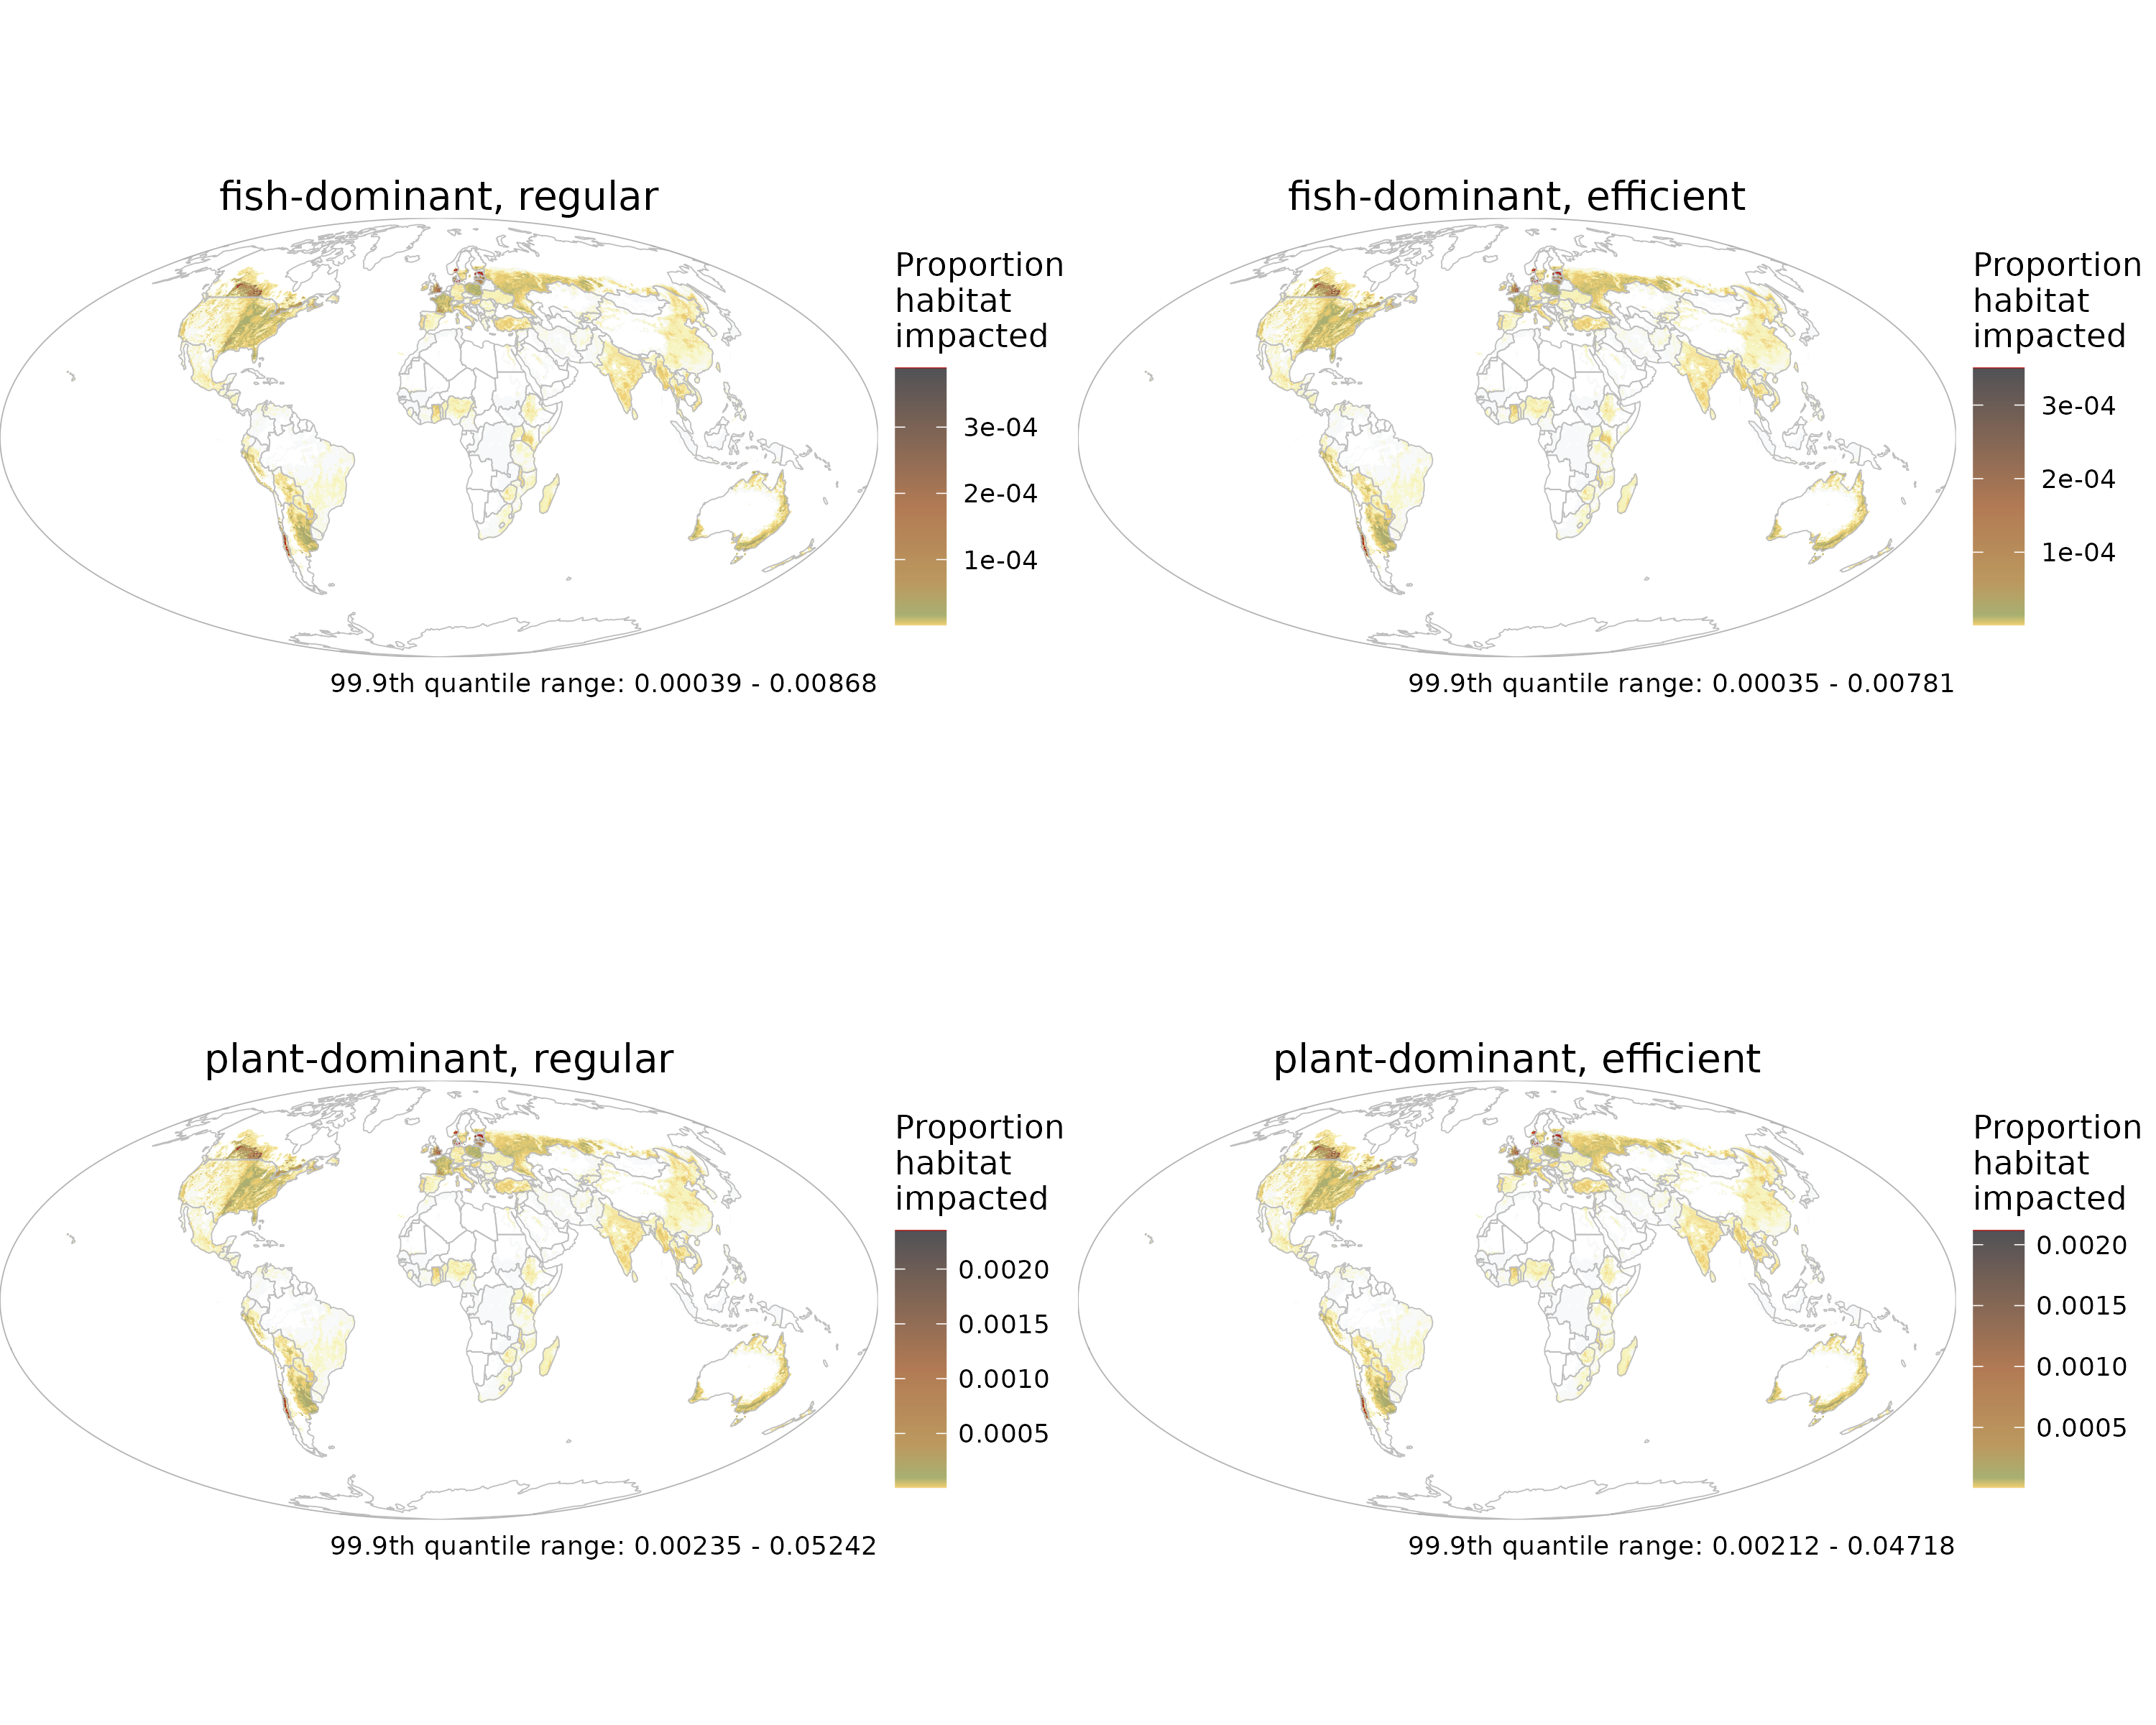 fish-dominant, regular
Proportion
habitat
impacted
3e-04
2e-04
1e-04
99.9th quantile range: 0.00039 - 0.00868
fish-dominant, efficient
Proportion
habitat
impacted
3e-04
2e-04
1e-04
99.9th quantile range: 0.00035 - 0.00781
plant-dominant, regular
Proportion
habitat
impacted
0.0020
0.0015
0.0010
0.0005
99.9th quantile range: 0.00235 - 0.05242
plant-dominant, efficient
Proportion
habitat
impacted
0.0020
0.0015
0.0010
0.0005
99.9th quantile range: 0.00212 - 0.04718